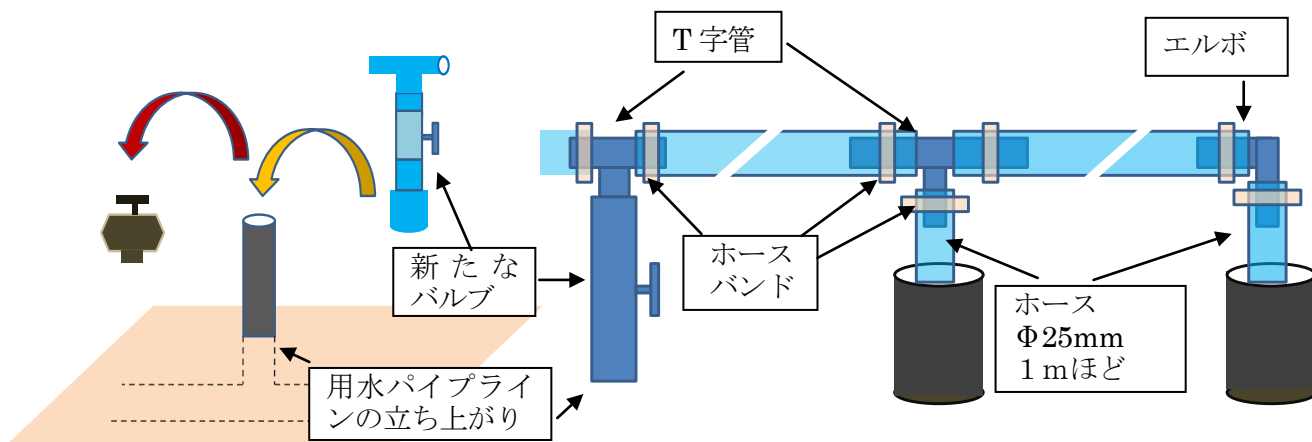 T 字管
エルボ
新 た な
バルブ
ホース
バンド
ホース
Φ25mm
１ｍほど
用水パイプライ
ンの立ち上がり